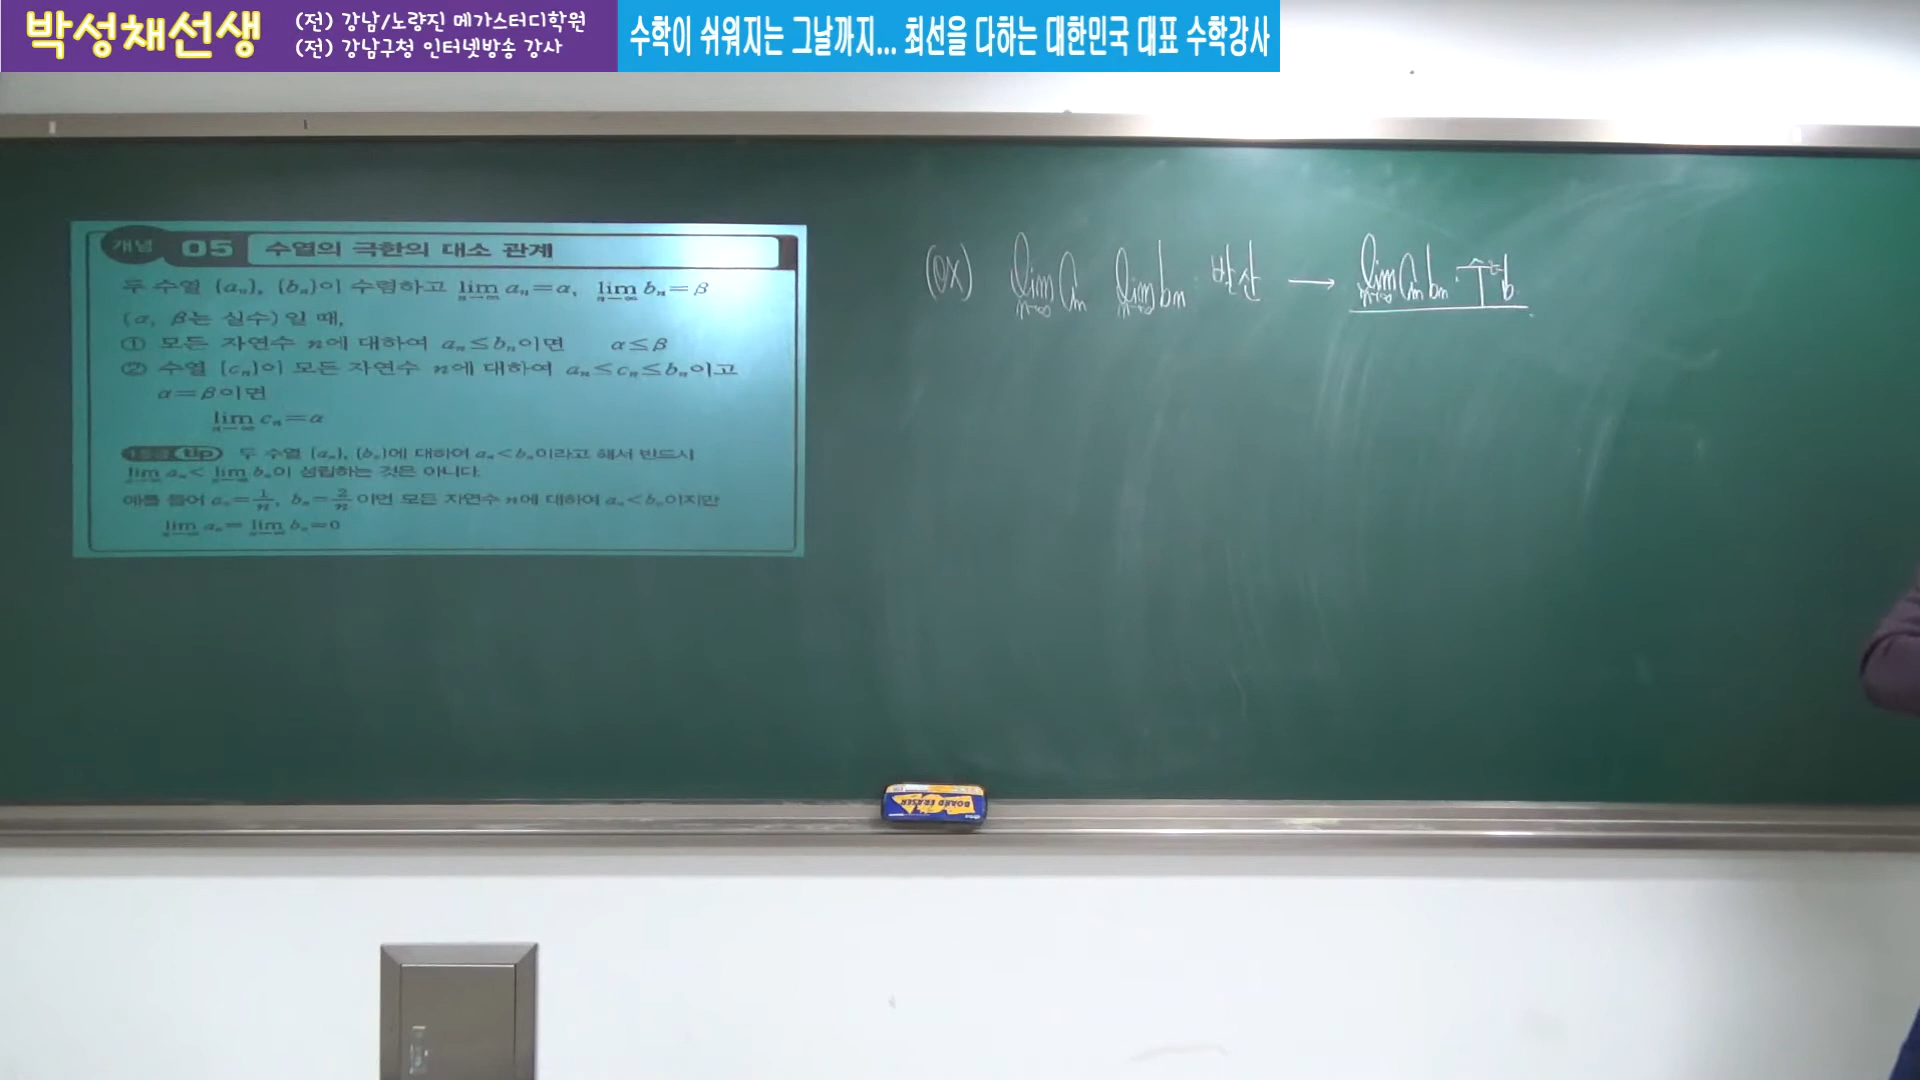 박성채선생
(전) 강남/노량진 메가스터디학원
(전) 강남구청 인터넷방송 강사
수학이 쉬워지는 그날까지... 최선을 다하는 대한민국 대표 수학강사
개념 05 수열의 극한의 대소 관계
두 수열 {aₙ}, {bₙ}이 수렴하고 lim n→∞ aₙ=α, lim n→∞ bₙ=β
(α, β는 실수)일 때,
① 모든 자연수 n에 대하여 aₙ≤bₙ이면 α≤β
② 수열 {cₙ}이 모든 자연수 n에 대하여 aₙ≤cₙ≤bₙ이고
α=β이면
lim n→∞ cₙ=α
tip 두 수열 {aₙ}, {bₙ}에 대하여 aₙ<bₙ이라고 해서 반드시
lim n→∞ aₙ< lim n→∞ bₙ이 성립하는 것은 아니다.
예를 들어 aₙ=1/n, bₙ=2/n이면 모든 자연수 n에 대하여 aₙ<bₙ이지만
lim n→∞ aₙ= lim n→∞ bₙ=0
(OX) lim n→∞ aₙ lim n→∞ bₙ 발산 → lim n→∞ aₙbₙ
BOARD ERASER